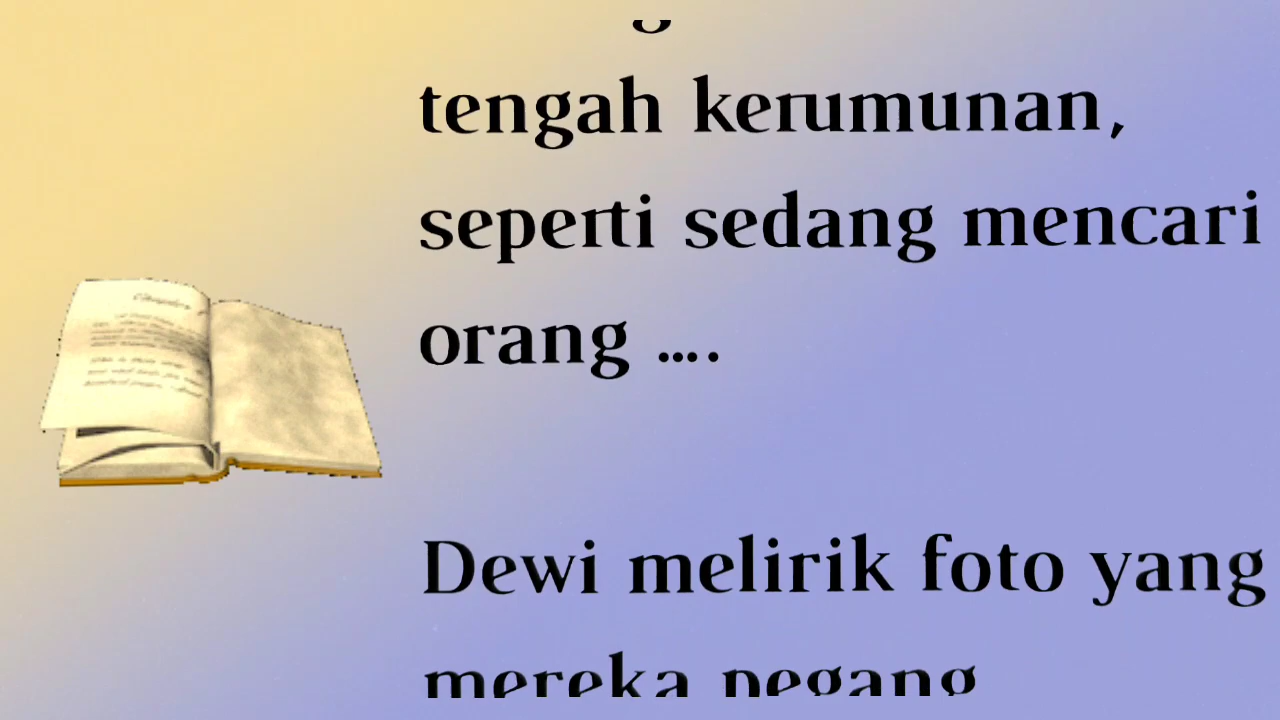 tengah kerumunan,
seperti sedang mencari
orang ....
Dewi melirik foto yang
mereka pegang